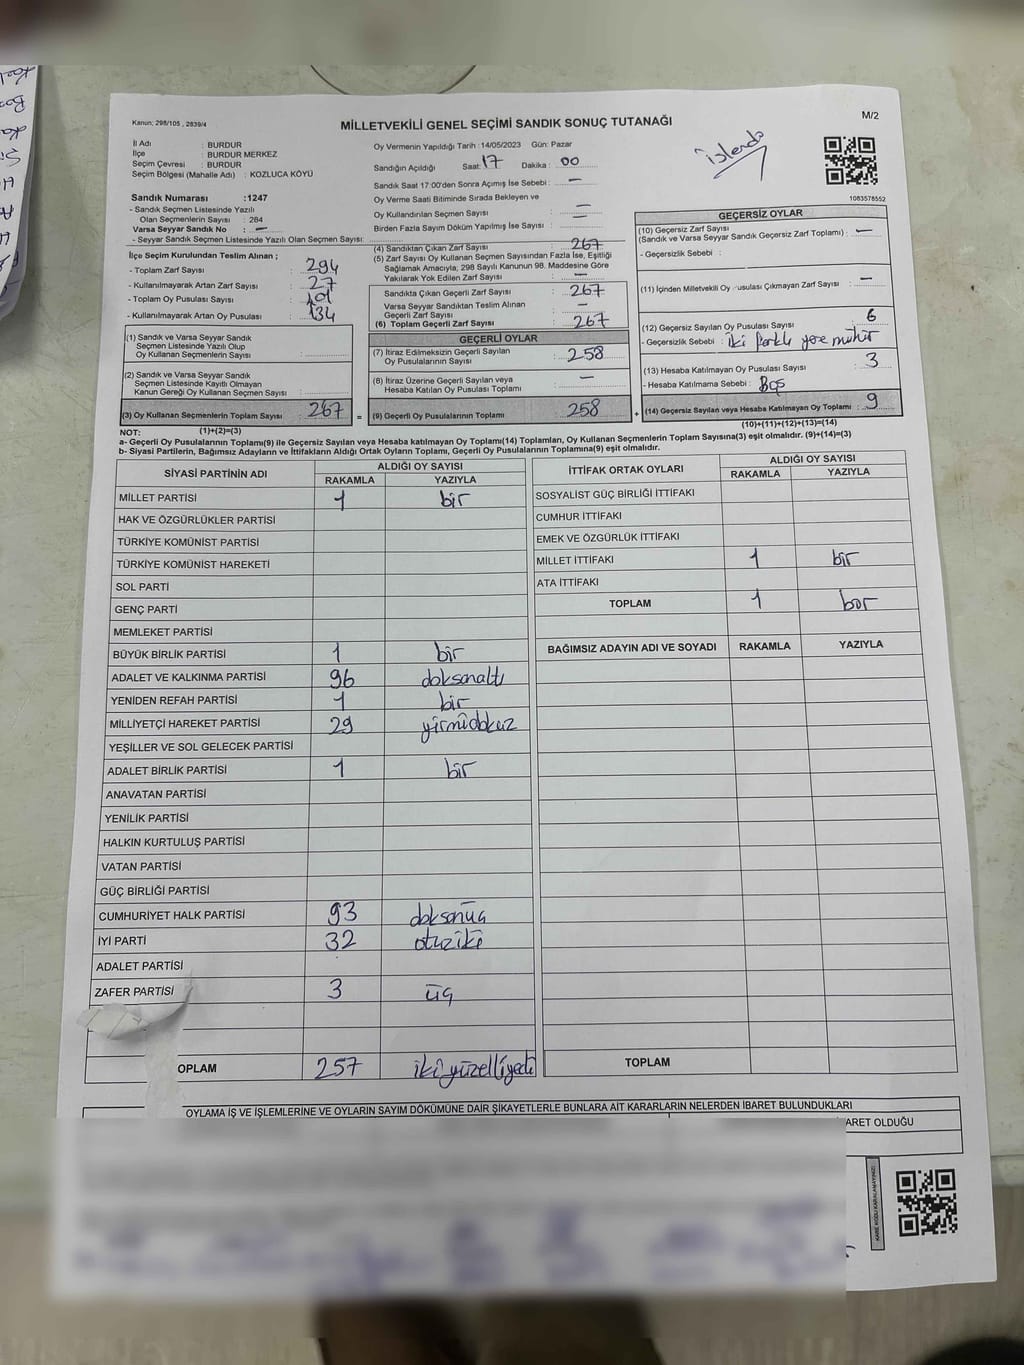 Kanun; 298/105 , 2839/4
MİLLETVEKİLİ GENEL SEÇİMİ SANDIK SONUÇ TUTANAĞI
M/2
İl Adı : BURDUR
İlçe : BURDUR MERKEZ
Seçim Çevresi : BURDUR
Seçim Bölgesi (Mahalle Adı) : KOZLUCA KÖYÜ
Oy Vermenin Yapıldığı Tarih :14/05/2023 Gün: Pazar
Sandığın Açıldığı Saat: 17 Dakika : 00
Sandık Saat 17:00'den Sonra Açımış İse Sebebi : —
işlendi
1083578552
Sandık Numarası :1247
- Sandık Seçmen Listesinde Yazılı
Olan Seçmenlerin Sayısı : 284
Varsa Seyyar Sandık No : —
- Seyyar Sandık Seçmen Listesinde Yazılı Olan Seçmen Sayısı:
Oy Verme Saati Bitiminde Sırada Bekleyen ve
Oy Kullandırılan Seçmen Sayısı : —
Birden Fazla Sayım Döküm Yapılmış İse Sayısı : —
İlçe Seçim Kurulundan Teslim Alınan ;
- Toplam Zarf Sayısı : 294
- Kullanılmayarak Artan Zarf Sayısı : 27
- Toplam Oy Pusulası Sayısı :
- Kullanılmayarak Artan Oy Pusulası : 134
(1) Sandık ve Varsa Seyyar Sandık
Seçmen Listesinde Yazılı Olup
Oy Kullanan Seçmenlerin Sayısı :
(2) Sandık ve Varsa Seyyar Sandık
Seçmen Listesinde Kayıtlı Olmayan
Kanun Gereği Oy Kullanan Seçmen Sayısı :
(3) Oy Kullanan Seçmenlerin Toplam Sayısı : 267
(1)+(2)=(3)
(4) Sandıktan Çıkan Zarf Sayısı : 267
(5) Zarf Sayısı Oy Kullanan Seçmen Sayısından Fazla İse, Eşitliği
Sağlamak Amacıyla, 298 Sayılı Kanunun 98. Maddesine Göre
Yakılarak Yok Edilen Zarf Sayısı : —
Sandıkta Çıkan Geçerli Zarf Sayısı : 267
Varsa Seyyar Sandıktan Teslim Alınan
Geçerli Zarf Sayısı : —
(6) Toplam Geçerli Zarf Sayısı : 267
GEÇERLİ OYLAR
(7) İtiraz Edilmeksizin Geçerli Sayılan
Oy Pusulalarının Sayısı : 258
(8) İtiraz Üzerine Geçerli Sayılan veya
Hesaba Katılan Oy Pusulası Toplamı : —
= (9) Geçerli Oy Pusulalarının Toplamı : 258
GEÇERSİZ OYLAR
(10) Geçersiz Zarf Sayısı
(Sandık ve Varsa Seyyar Sandık Geçersiz Zarf Toplamı) : —
- Geçersizlik Sebebi :
(11) İçinden Milletvekili Oy Pusulası Çıkmayan Zarf Sayısı : —
(12) Geçersiz Sayılan Oy Pusulası Sayısı : 6
- Geçersizlik Sebebi : iki farklı yere mühür
(13) Hesaba Katılmayan Oy Pusulası Sayısı : 3
- Hesaba Katılmama Sebebi : Boş
+ (14) Geçersiz Sayılan veya Hesaba Katılmayan Oy Toplamı : 9
(10)+(11)+(12)+(13)=(14)
NOT:
a- Geçerli Oy Pusulalarının Toplamı(9) ile Geçersiz Sayılan veya Hesaba katılmayan Oy Toplamı(14) Toplamları, Oy Kullanan Seçmenlerin Toplam Sayısına(3) eşit olmalıdır. (9)+(14)=(3)
b- Siyasi Partilerin, Bağımsız Adayların ve İttifakların Aldığı Ortak Oyların Toplamı, Geçerli Oy Pusulalarının Toplamına(9) eşit olmalıdır.
SİYASİ PARTİNİN ADI ALDIĞI OY SAYISI
RAKAMLA YAZIYLA
MİLLET PARTİSİ 1 bir
HAK VE ÖZGÜRLÜKLER PARTİSİ
TÜRKİYE KOMÜNİST PARTİSİ
TÜRKİYE KOMÜNİST HAREKETİ
SOL PARTİ
GENÇ PARTİ
MEMLEKET PARTİSİ
BÜYÜK BİRLİK PARTİSİ 1 bir
ADALET VE KALKINMA PARTİSİ 96 doksanaltı
YENİDEN REFAH PARTİSİ 1 bir
MİLLİYETÇİ HAREKET PARTİSİ 29 yirmidokuz
YEŞİLLER VE SOL GELECEK PARTİSİ
ADALET BİRLİK PARTİSİ 1 bir
ANAVATAN PARTİSİ
YENİLİK PARTİSİ
HALKIN KURTULUŞ PARTİSİ
VATAN PARTİSİ
GÜÇ BİRLİĞİ PARTİSİ
CUMHURİYET HALK PARTİSİ 93 doksanüç
İYİ PARTİ 32 otuziki
ADALET PARTİSİ
ZAFER PARTİSİ 3 üç
OPLAM 257 ikiyüzelliyedi
İTTİFAK ORTAK OYLARI ALDIĞI OY SAYISI
RAKAMLA YAZIYLA
SOSYALİST GÜÇ BİRLİĞİ İTTİFAKI
CUMHUR İTTİFAKI
EMEK VE ÖZGÜRLÜK İTTİFAKI
MİLLET İTTİFAKI 1 bir
ATA İTTİFAKI
TOPLAM 1 bir
BAĞIMSIZ ADAYIN ADI VE SOYADI RAKAMLA YAZIYLA
TOPLAM
OYLAMA İŞ VE İŞLEMLERİNE VE OYLARIN SAYIM DÖKÜMÜNE DAİR ŞİKAYETLERLE BUNLARA AİT KARARLARIN NELERDEN İBARET BULUNDUKLARI
ARET OLDUĞU
KARE KODU KARALAMAYINIZ!